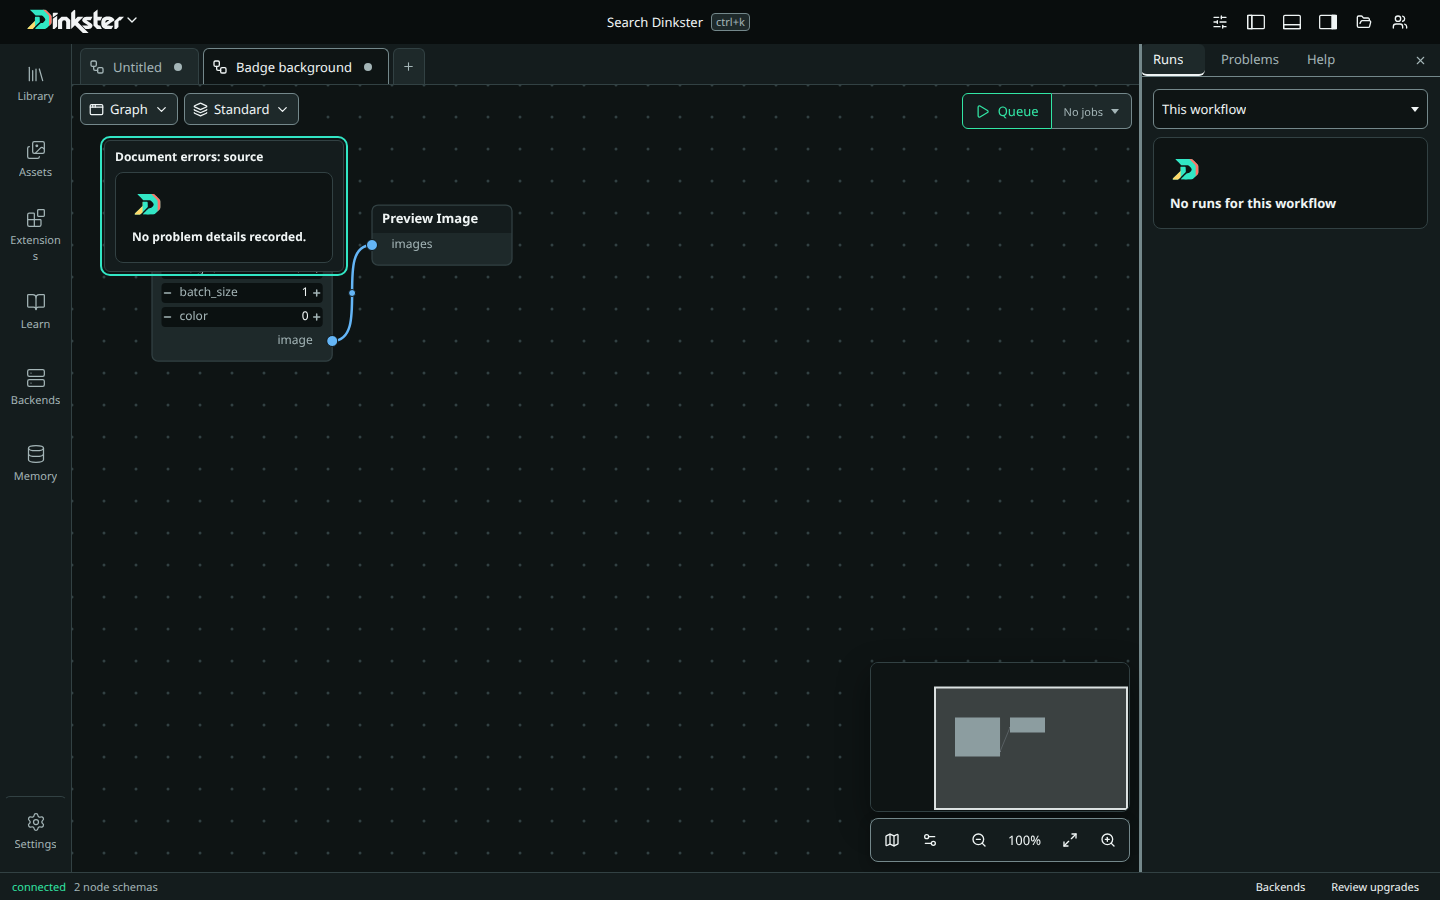 Dinkster
Search Dinkster ctrl+k
Library
Assets
Extensions
Learn
Backends
Memory
Settings
Untitled
Badge background
+
Graph
Standard
Queue
No jobs
Document errors: source
No problem details recorded.
Preview Image
images
batch_size 1
color 0
image
100%
Runs
Problems
Help
This workflow
No runs for this workflow
connected 2 node schemas
Backends
Review upgrades